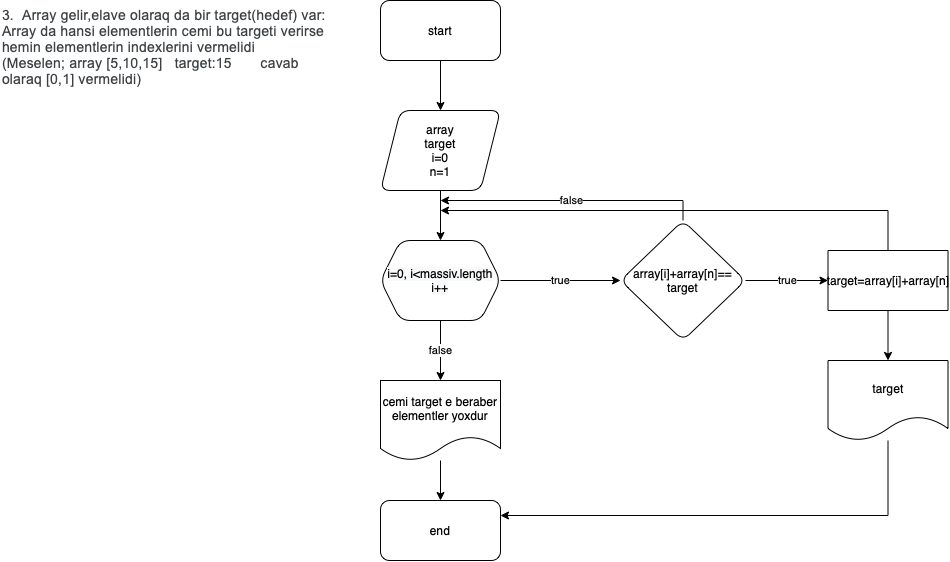 3.  Array gelir,elave olaraq da bir target(hedef) var:
Array da hansi elementlerin cemi bu targeti verirse
hemin elementlerin indexlerini vermelidi
(Meselen; array [5,10,15]   target:15       cavab
olaraq [0,1] vermelidi)
start
array
target
i=0
n=1
false
i=0, i<massiv.length
i++
true
array[i]+array[n]==
target
true
target=array[i]+array[n]
false
cemi target e beraber
elementler yoxdur
target
end